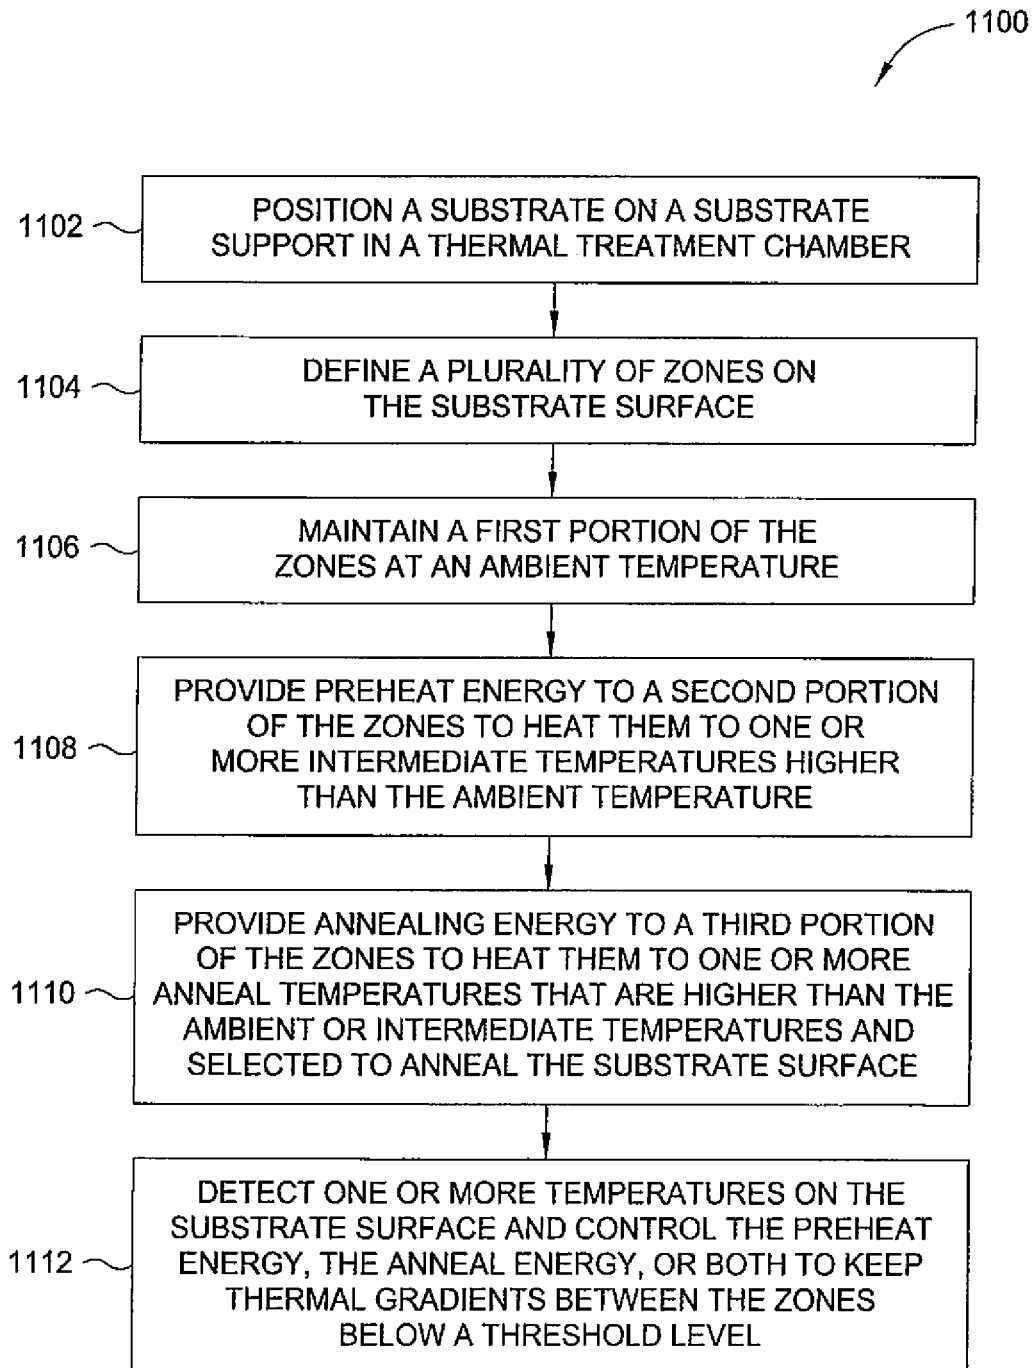 1100
1102
POSITION A SUBSTRATE ON A SUBSTRATE
SUPPORT IN A THERMAL TREATMENT CHAMBER
1104
DEFINE A PLURALITY OF ZONES ON
THE SUBSTRATE SURFACE
1106
MAINTAIN A FIRST PORTION OF THE
ZONES AT AN AMBIENT TEMPERATURE
1108
PROVIDE PREHEAT ENERGY TO A SECOND PORTION
OF THE ZONES TO HEAT THEM TO ONE OR
MORE INTERMEDIATE TEMPERATURES HIGHER
THAN THE AMBIENT TEMPERATURE
1110
PROVIDE ANNEALING ENERGY TO A THIRD PORTION
OF THE ZONES TO HEAT THEM TO ONE OR MORE
ANNEAL TEMPERATURES THAT ARE HIGHER THAN THE
AMBIENT OR INTERMEDIATE TEMPERATURES AND
SELECTED TO ANNEAL THE SUBSTRATE SURFACE
1112
DETECT ONE OR MORE TEMPERATURES ON THE
SUBSTRATE SURFACE AND CONTROL THE PREHEAT
ENERGY, THE ANNEAL ENERGY, OR BOTH TO KEEP
THERMAL GRADIENTS BETWEEN THE ZONES
BELOW A THRESHOLD LEVEL